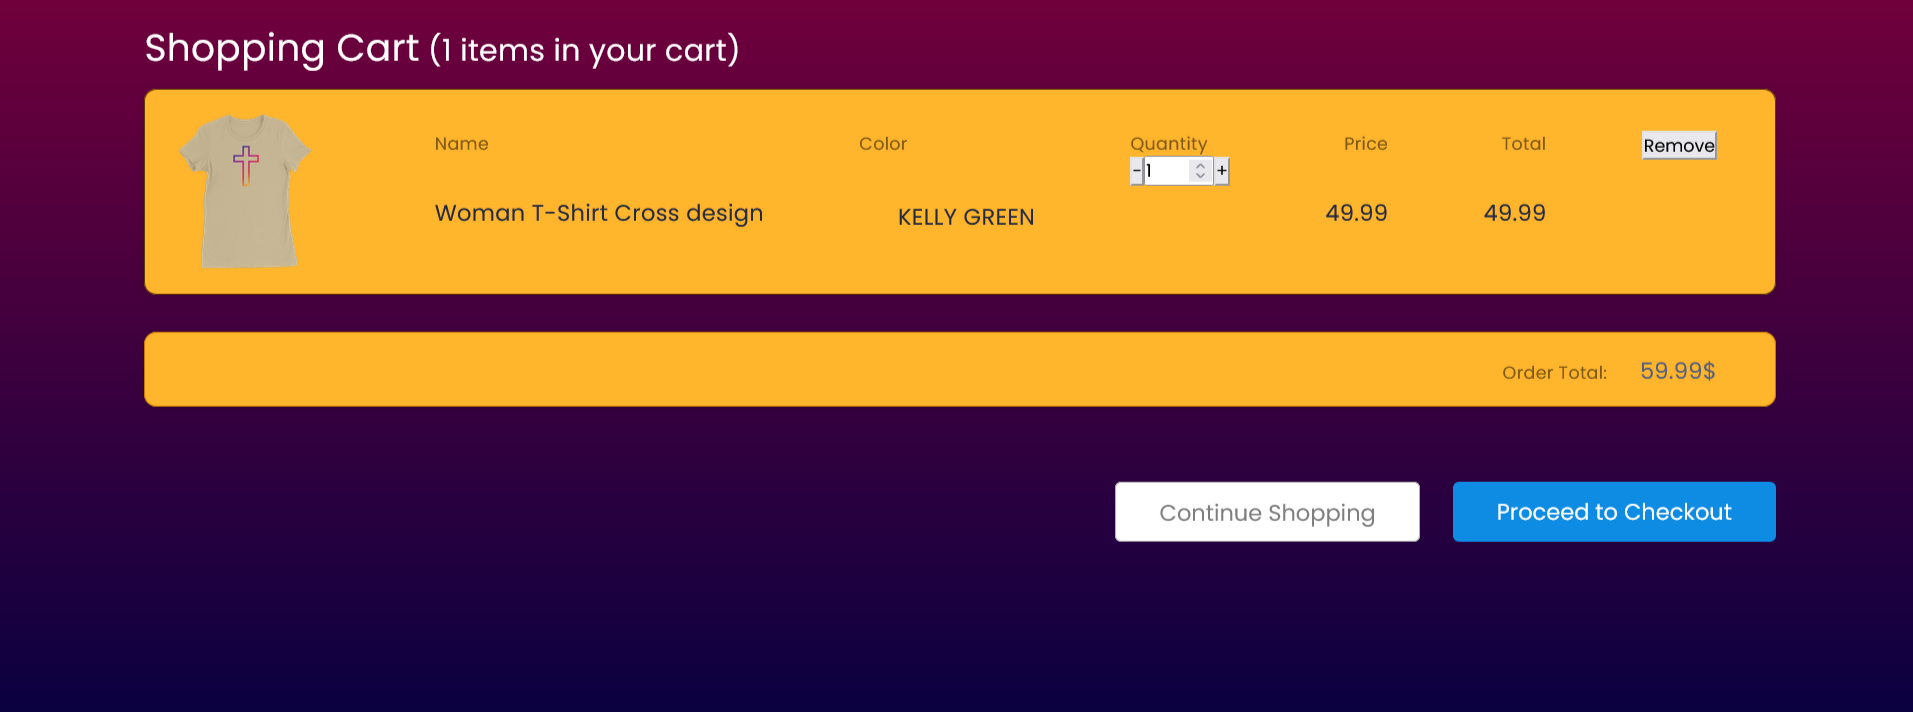 Shopping Cart (1 items in your cart)
Name Color Quantity Price Total Remove
- 1 +
Woman T-Shirt Cross design KELLY GREEN 49.99 49.99
Order Total: 59.99$
Continue Shopping Proceed to Checkout